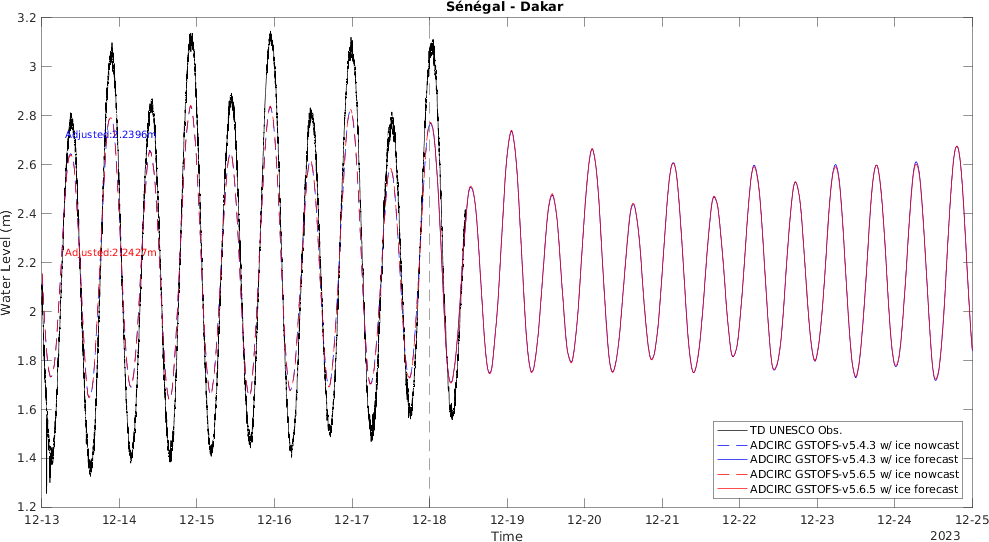 Sénégal - Dakar
3.2
3
2.8
2.6
2.4
2.2
2
1.8
1.6
1.4
1.2
Water Level (m)
Adjusted:2.2396m
Adjusted:2.2427m
TD UNESCO Obs.
ADCIRC GSTOFS-v5.4.3 w/ ice nowcast
ADCIRC GSTOFS-v5.4.3 w/ ice forecast
ADCIRC GSTOFS-v5.6.5 w/ ice nowcast
ADCIRC GSTOFS-v5.6.5 w/ ice forecast
12-13 12-14 12-15 12-16 12-17 12-18 12-19 12-20 12-21 12-22 12-23 12-24 12-25
Time
2023